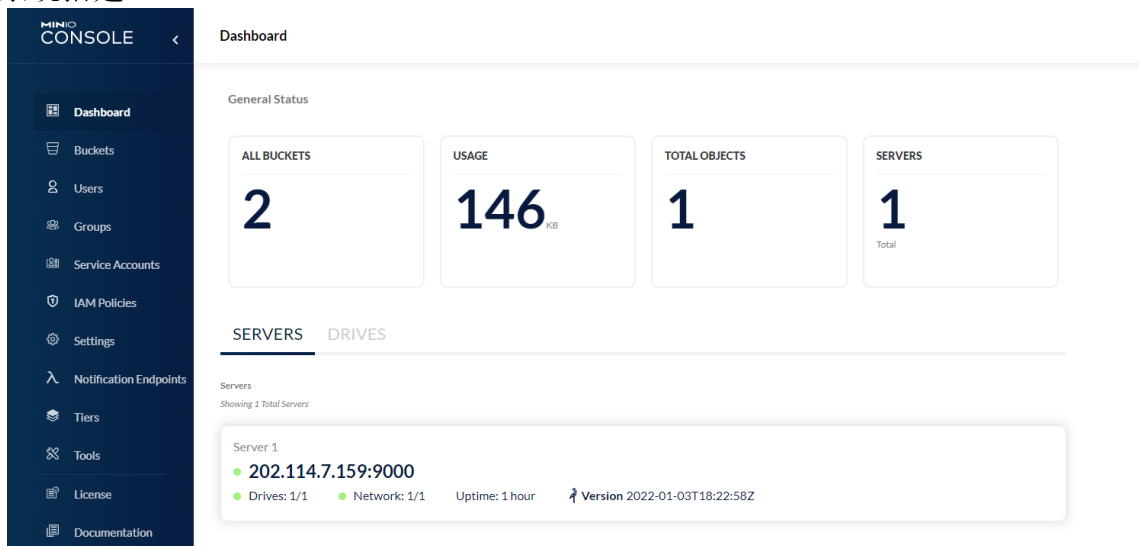 MINIO
CONSOLE
Dashboard
General Status
Dashboard
Buckets
Users
Groups
Service Accounts
IAM Policies
Settings
Notification Endpoints
Tiers
Tools
License
Documentation
ALL BUCKETS
2
USAGE
146 KB
TOTAL OBJECTS
1
SERVERS
1
Total
SERVERS DRIVES
Servers
Showing 1 Total Servers
Server 1
202.114.7.159:9000
Drives: 1/1 Network: 1/1 Uptime: 1 hour Version 2022-01-03T18:22:58Z